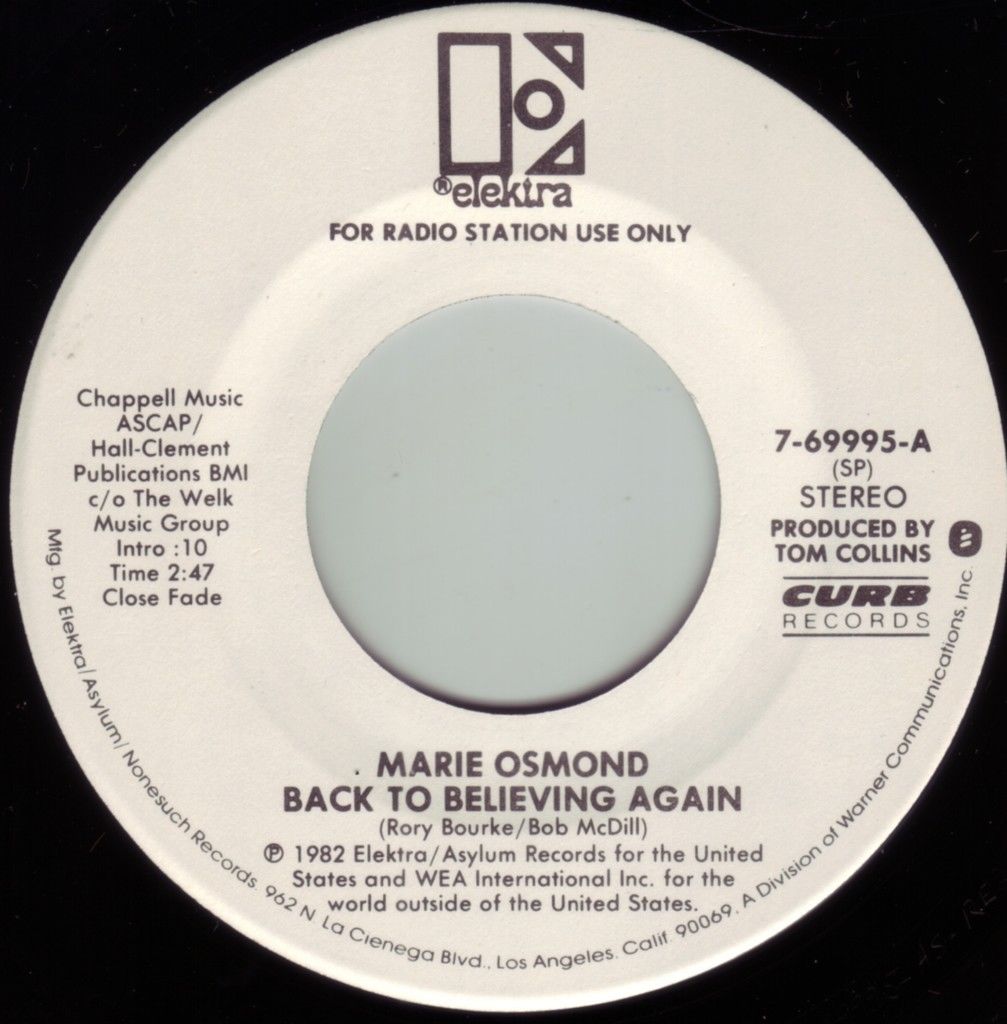 ® elektra
FOR RADIO STATION USE ONLY
Chappell Music
ASCAP/
Hall-Clement
Publications BMI
c/o The Welk
Music Group
Intro :10
Time 2:47
Close Fade
7-69995-A
(SP)
STEREO
PRODUCED BY
TOM COLLINS
CURB
RECORDS
MARIE OSMOND
BACK TO BELIEVING AGAIN
(Rory Bourke/Bob McDill)
℗ 1982 Elektra/Asylum Records for the United
States and WEA International Inc. for the
world outside of the United States.
Mfg. by Elektra/Asylum/Nonesuch Records, 962 N. La Cienega Blvd., Los Angeles, Calif. 90069. A Division of Warner Communications, Inc.